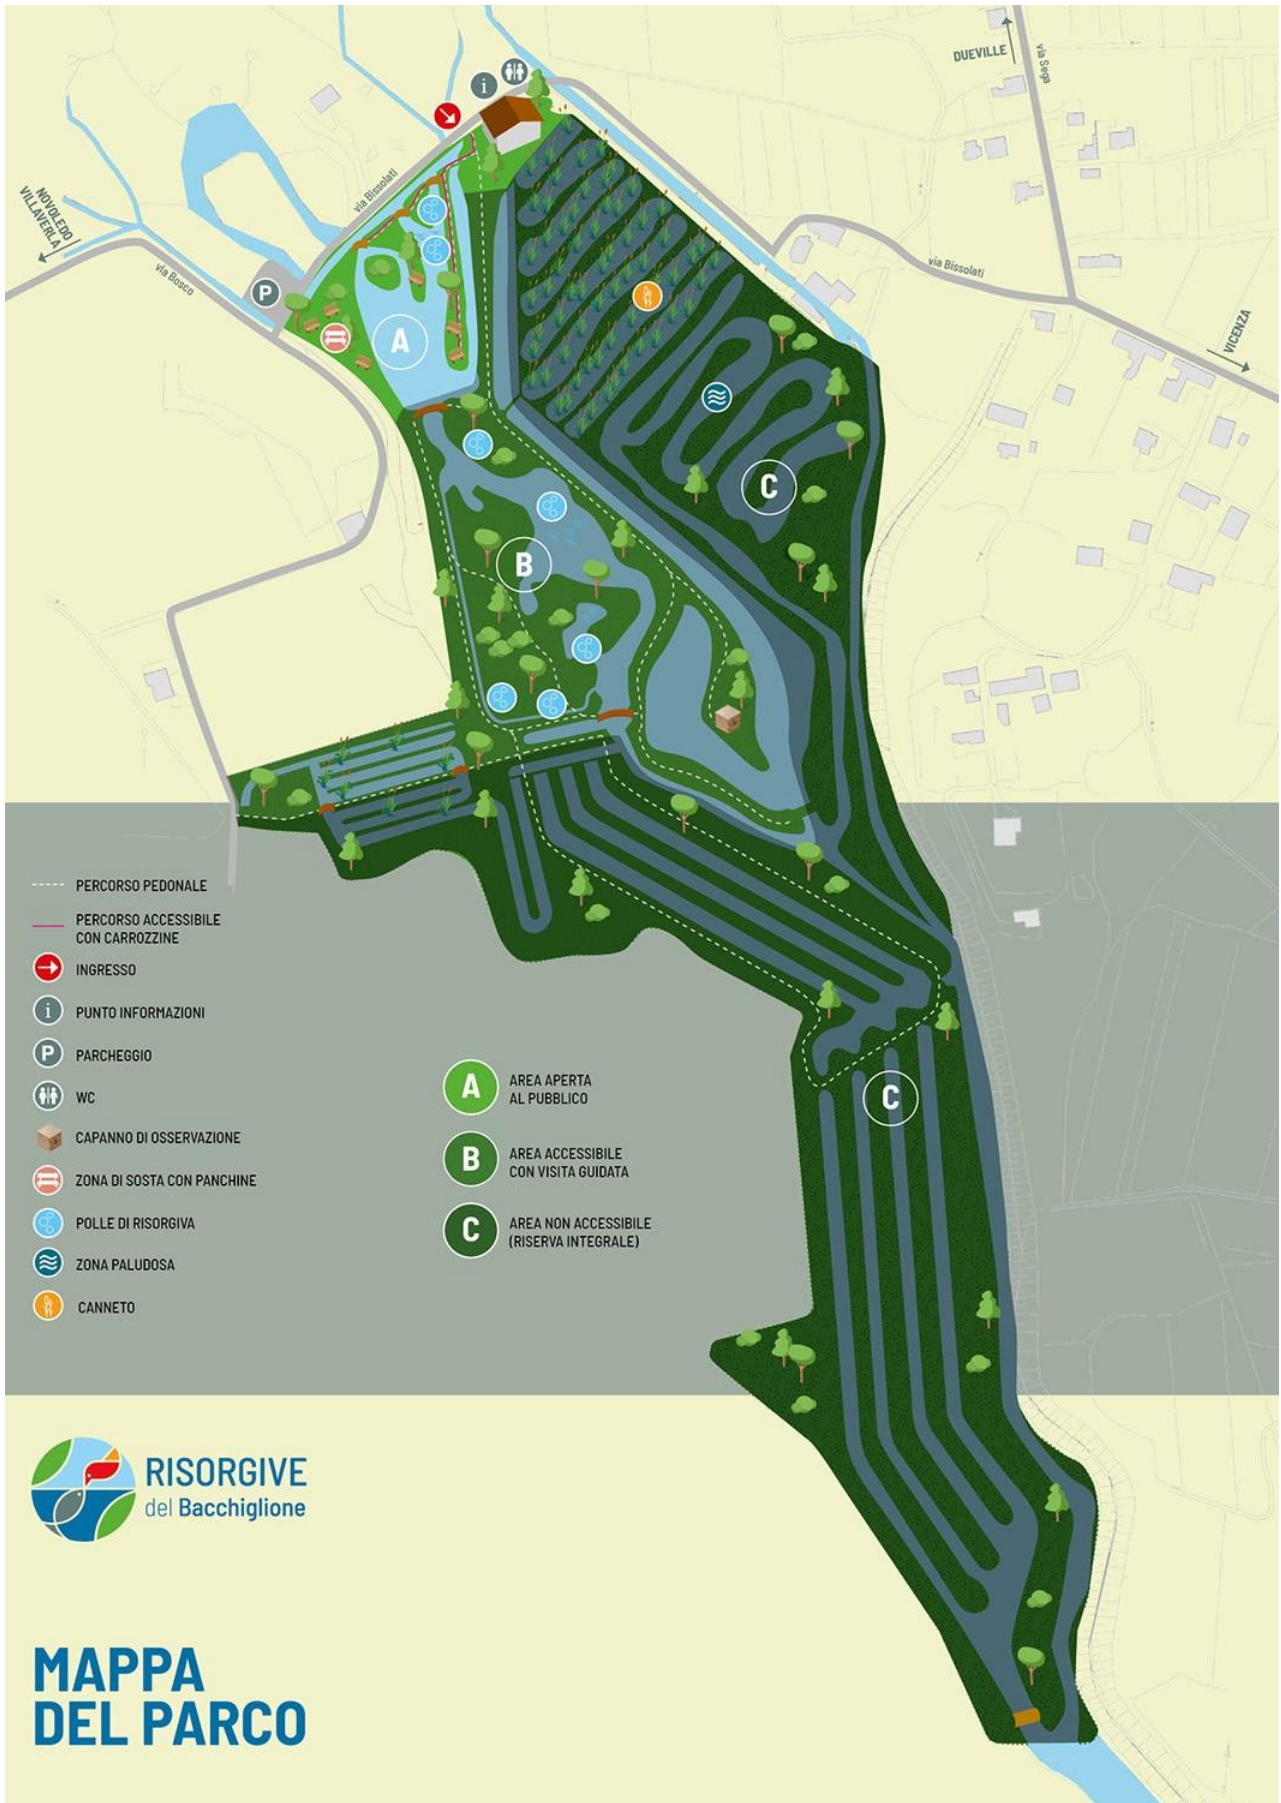 DUEVILLE
via Sega
i
via Bissolati
NOVOLEDO
VILLAVERLA
via Bosco
P
via Bissolati
VICENZA
A
C
B
PERCORSO PEDONALE
PERCORSO ACCESSIBILE
CON CARROZZINE
INGRESSO
i
PUNTO INFORMAZIONI
P
PARCHEGGIO
WC
CAPANNO DI OSSERVAZIONE
ZONA DI SOSTA CON PANCHINE
POLLE DI RISORGIVA
ZONA PALUDOSA
CANNETO
A
AREA APERTA
AL PUBBLICO
B
AREA ACCESSIBILE
CON VISITA GUIDATA
C
AREA NON ACCESSIBILE
(RISERVA INTEGRALE)
C
RISORGIVE
del Bacchiglione
MAPPA
DEL PARCO